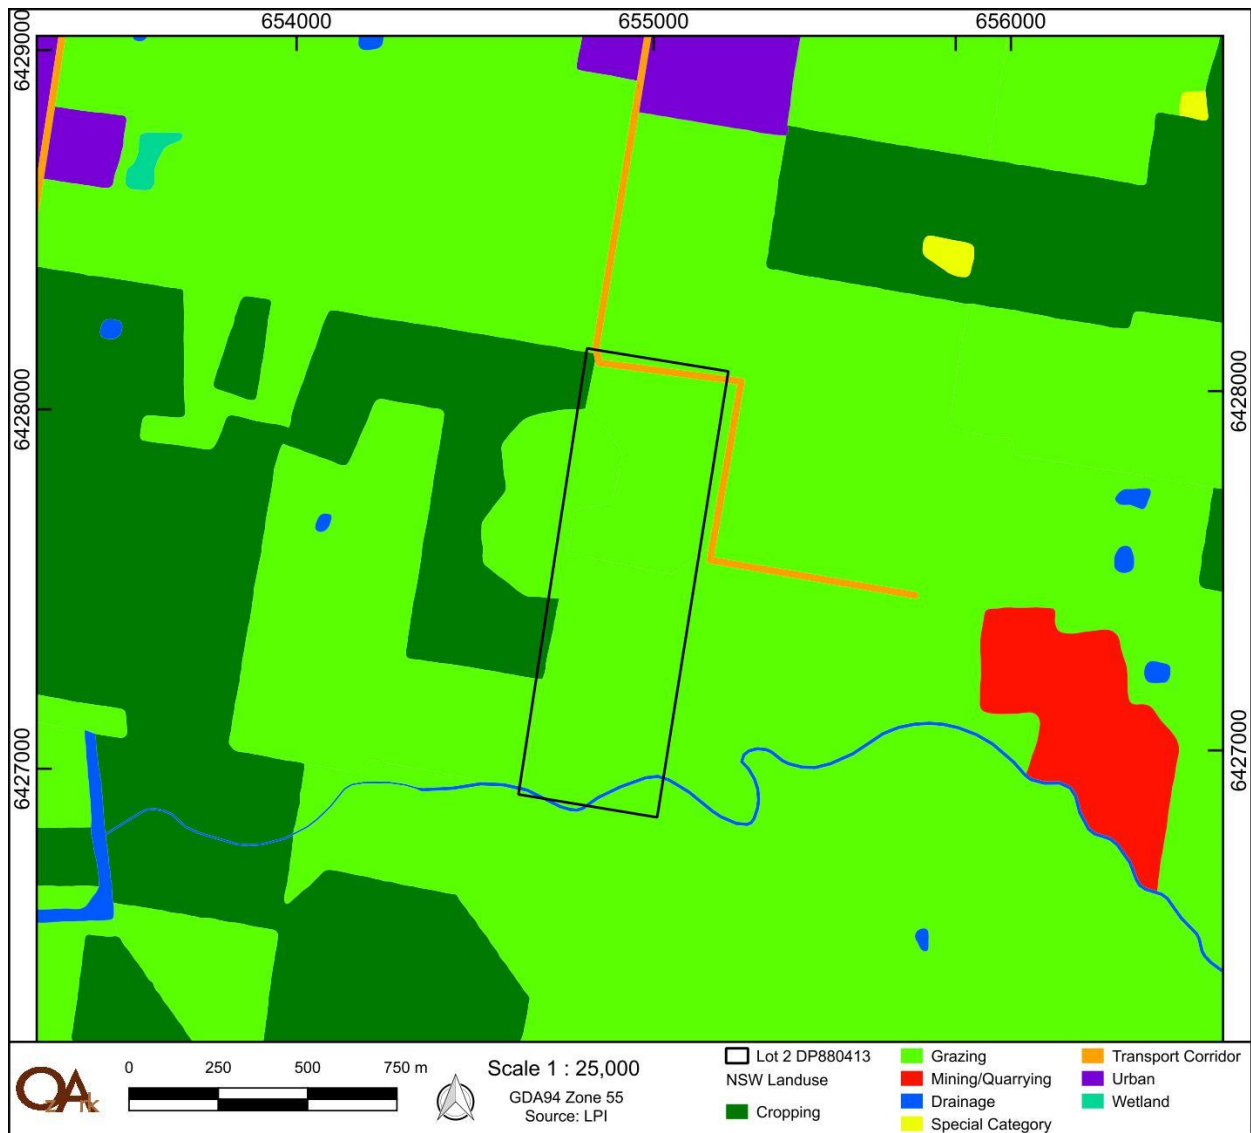 654000
655000
656000
6429000
6428000
6428000
6427000
6427000
OzArk
0 250 500 750 m
Scale 1 : 25,000
GDA94 Zone 55
Source: LPI
Lot 2 DP880413
NSW Landuse
Cropping
Grazing
Mining/Quarrying
Drainage
Special Category
Transport Corridor
Urban
Wetland